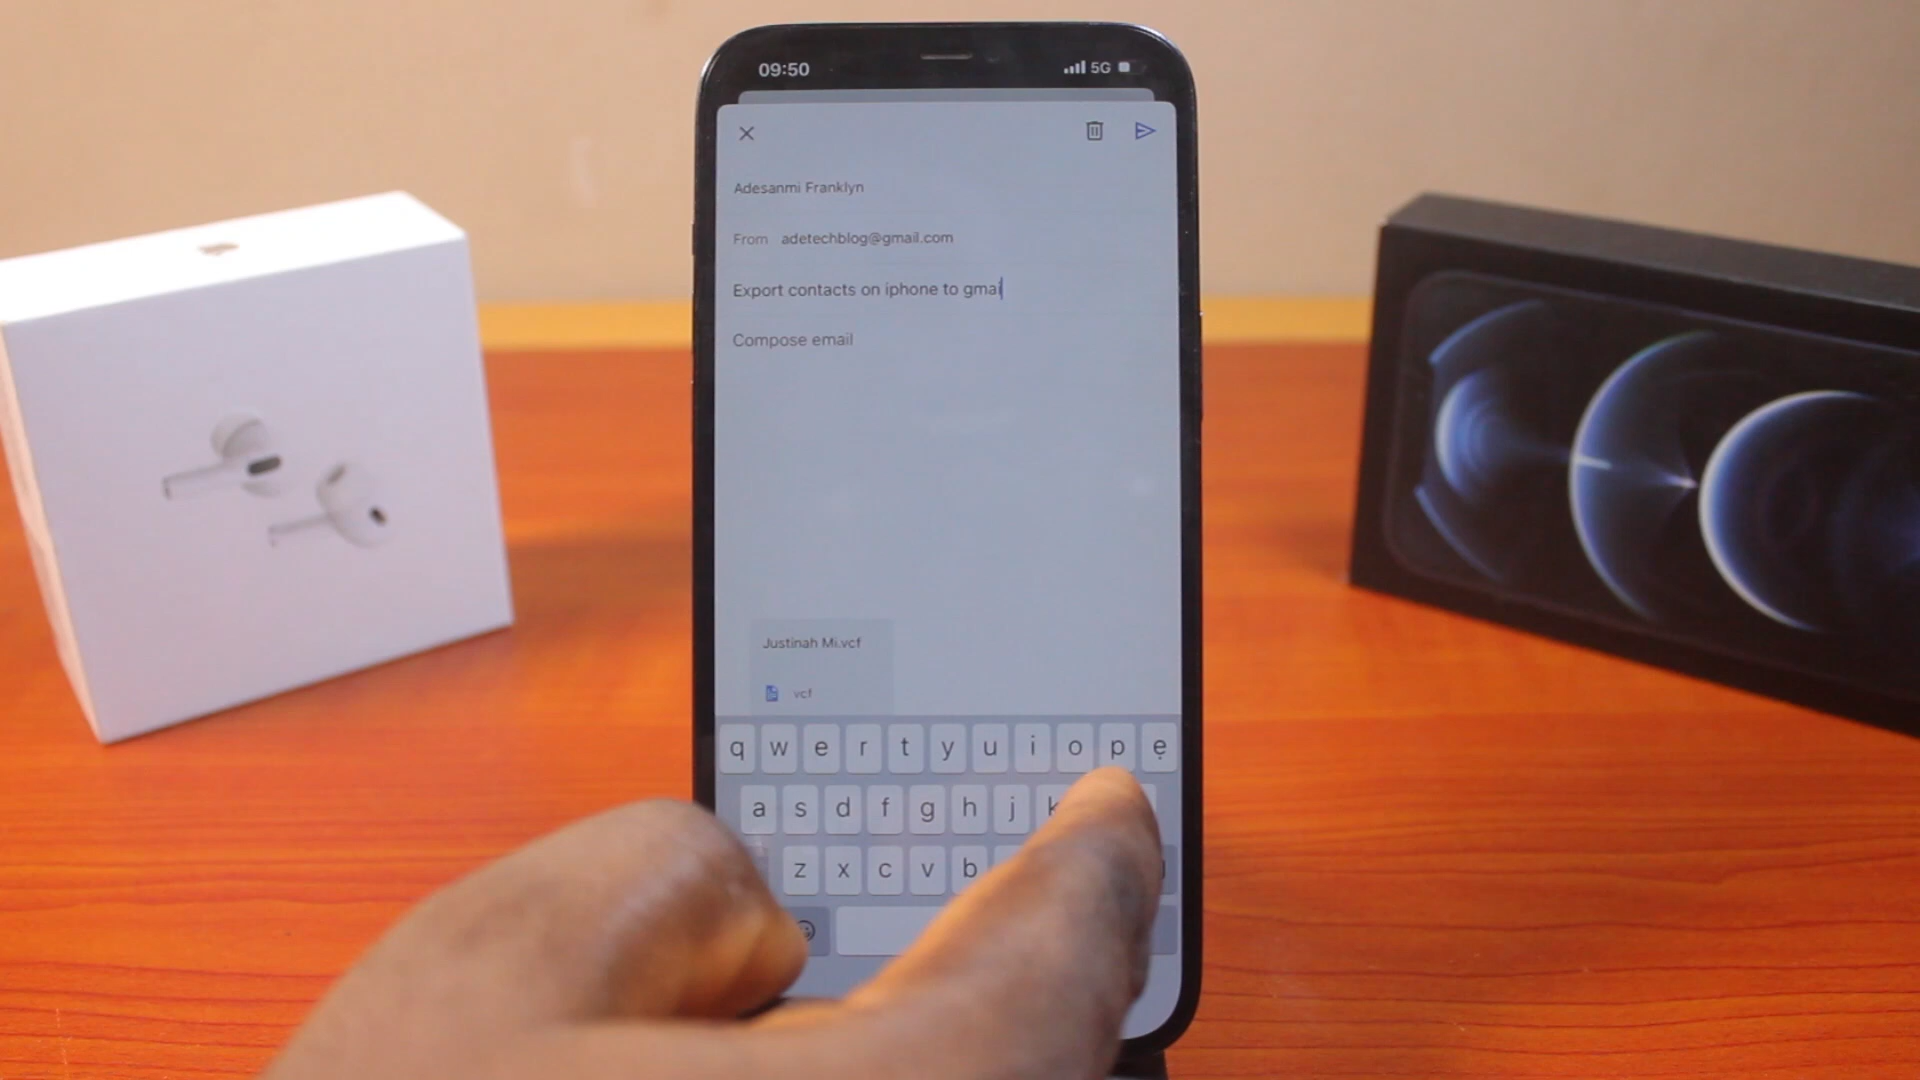 09:50 5G
Adesanmi Franklyn
From adetechblog@gmail.com
Export contacts on iphone to gmai
Compose email
Justinah Mi.vcf
vcf
q w e r t y u i o p ẹ
a s d f g h j k
z x c v b